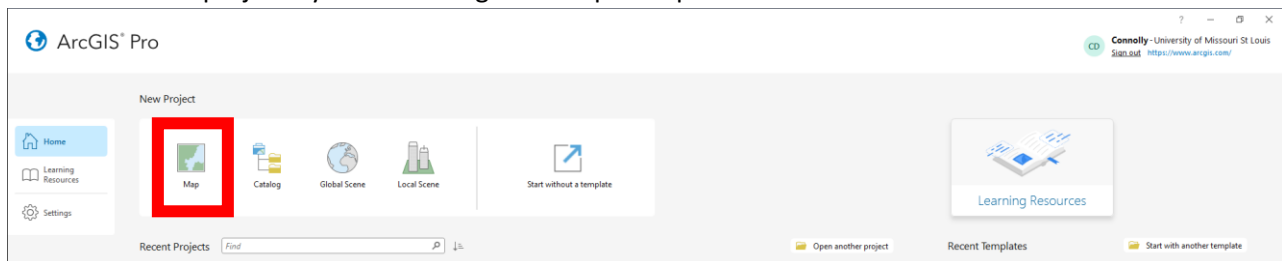 ArcGIS® Pro
? 
CD Connolly - University of Missouri St Louis
Sign out https://www.arcgis.com/
New Project
Home
Learning
Resources
Settings
Map
Catalog
Global Scene
Local Scene
Start without a template
Learning Resources
Recent Projects
Find
Open another project
Recent Templates
Start with another template